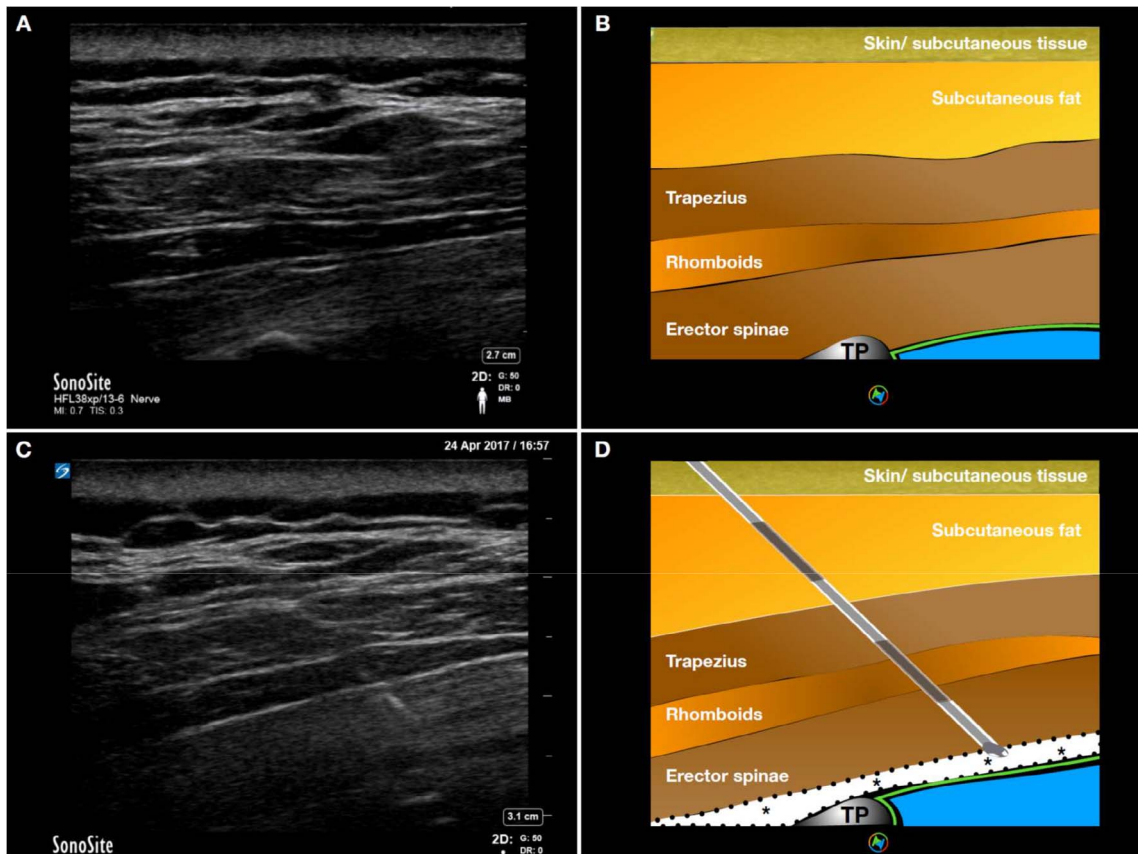 A
2.7 cm
SonoSite
HFL38xp/13-6 Nerve
MI: 0.7 TIS: 0.3
2D:
G: 50
DR: 0
MB
B
Skin/ subcutaneous tissue
Subcutaneous fat
Trapezius
Rhomboids
Erector spinae
TP
C
24 Apr 2017 / 16:57
3.1 cm
SonoSite
2D:
G: 50
DR: 0
D
Skin/ subcutaneous tissue
Subcutaneous fat
Trapezius
Rhomboids
Erector spinae
* * * *
TP